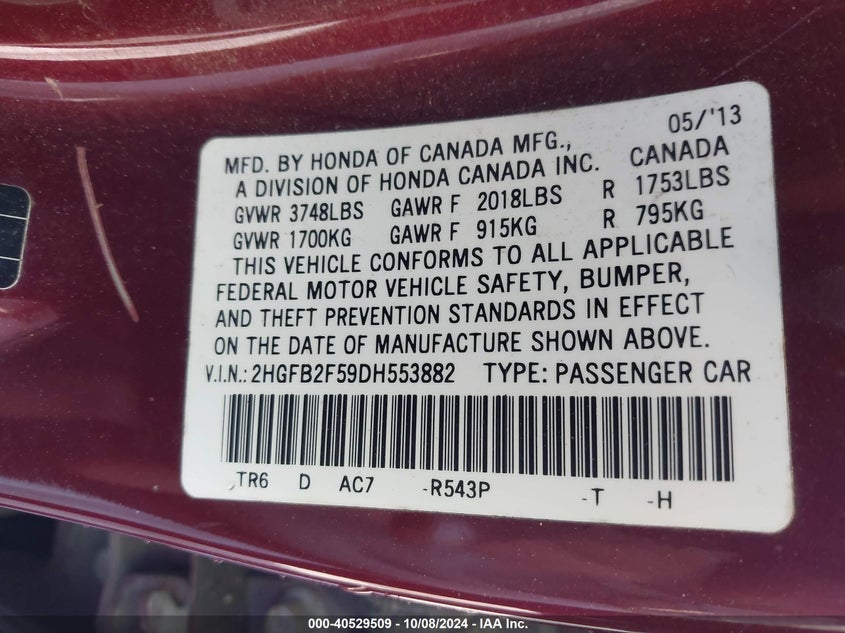 05/'13
MFD. BY HONDA OF CANADA MFG., CANADA
A DIVISION OF HONDA CANADA INC.
GVWR 3748LBS GAWR F 2018LBS R 1753LBS
GVWR 1700KG GAWR F 915KG R 795KG
THIS VEHICLE CONFORMS TO ALL APPLICABLE
FEDERAL MOTOR VEHICLE SAFETY, BUMPER,
AND THEFT PREVENTION STANDARDS IN EFFECT
ON THE DATE OF MANUFACTURE SHOWN ABOVE.
V.I.N.: 2HGFB2F59DH553882 TYPE: PASSENGER CAR
TR6 D AC7 -R543P -T -H
000-40529509 - 10/08/2024 - IAA Inc.